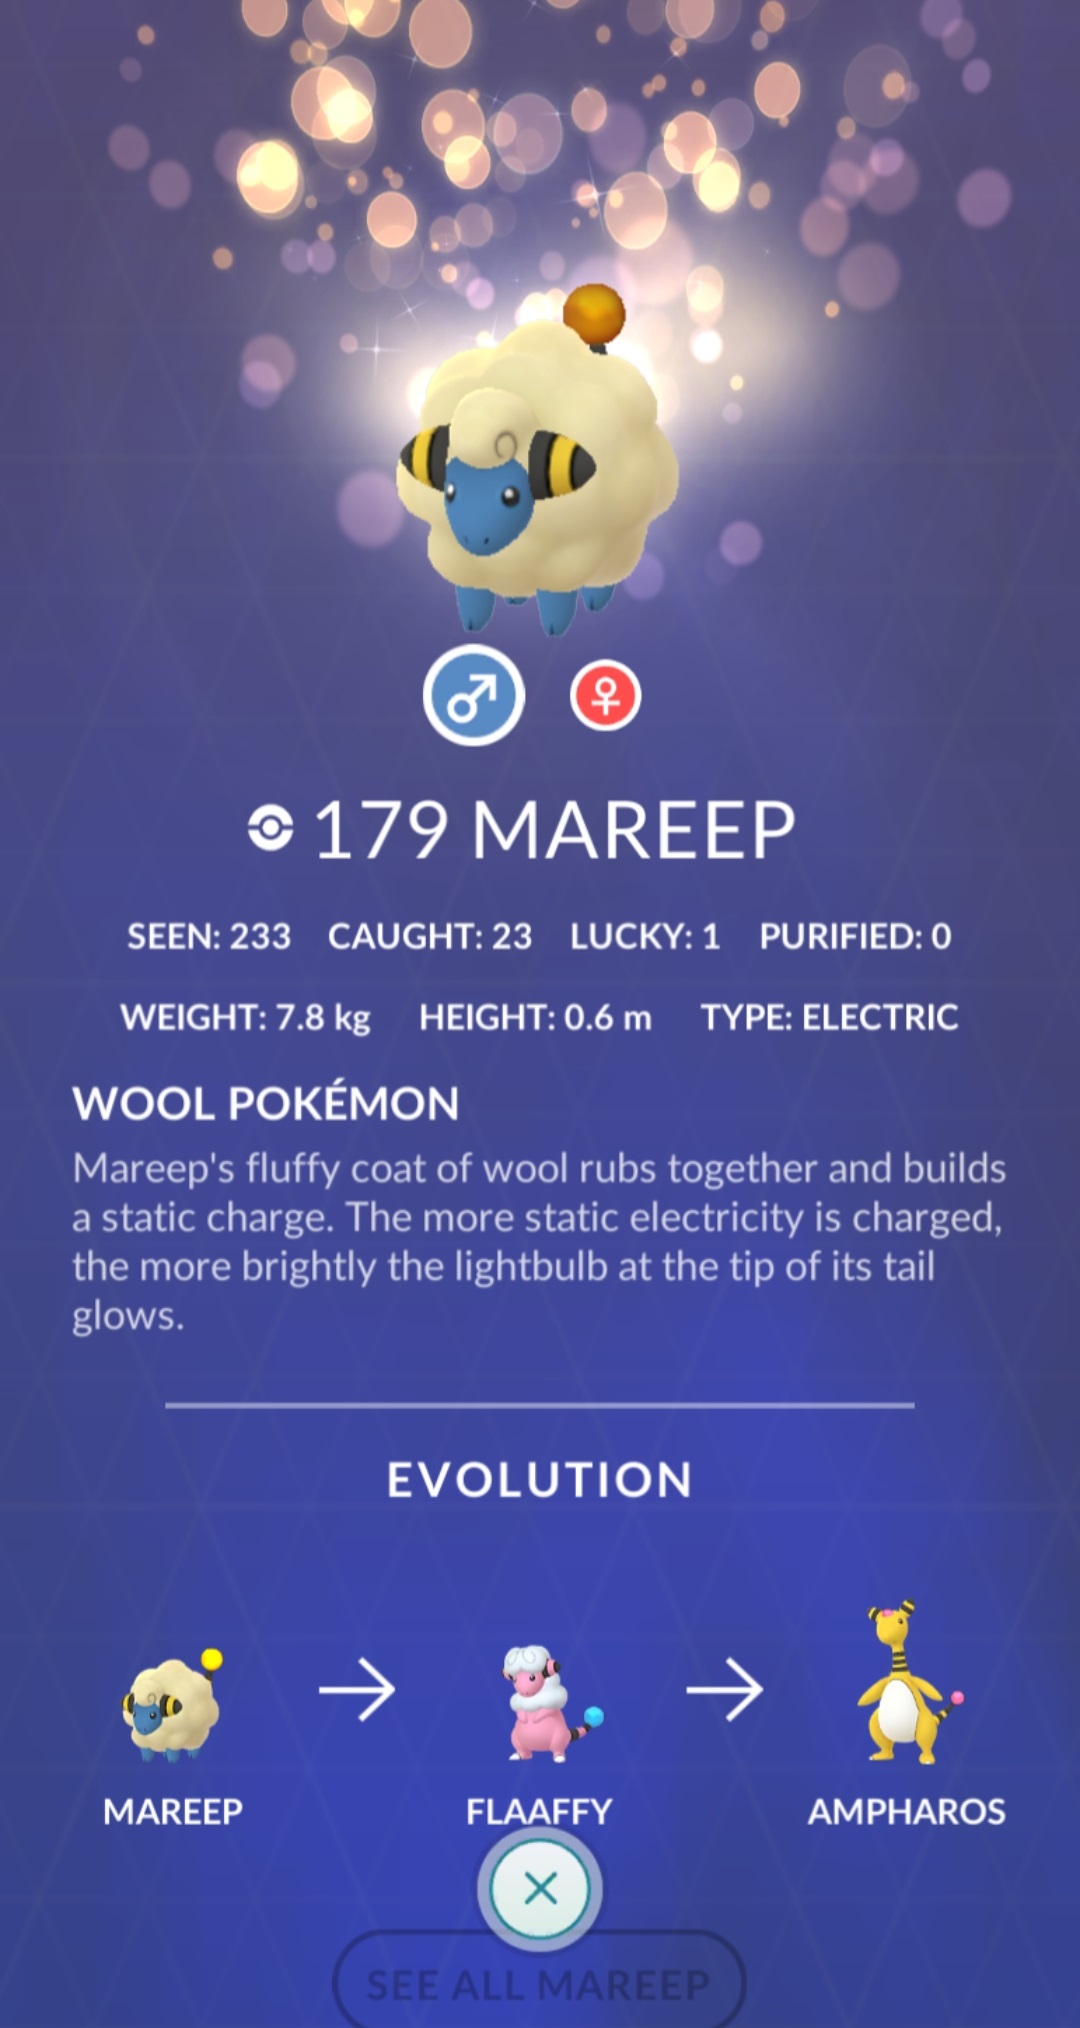 179 MAREEP
SEEN: 233 CAUGHT: 23 LUCKY: 1 PURIFIED: 0
WEIGHT: 7.8 kg HEIGHT: 0.6 m TYPE: ELECTRIC
WOOL POKÉMON
Mareep's fluffy coat of wool rubs together and builds
a static charge. The more static electricity is charged,
the more brightly the lightbulb at the tip of its tail
glows.
EVOLUTION
MAREEP FLAAFFY AMPHAROS
SEE ALL MAREEP